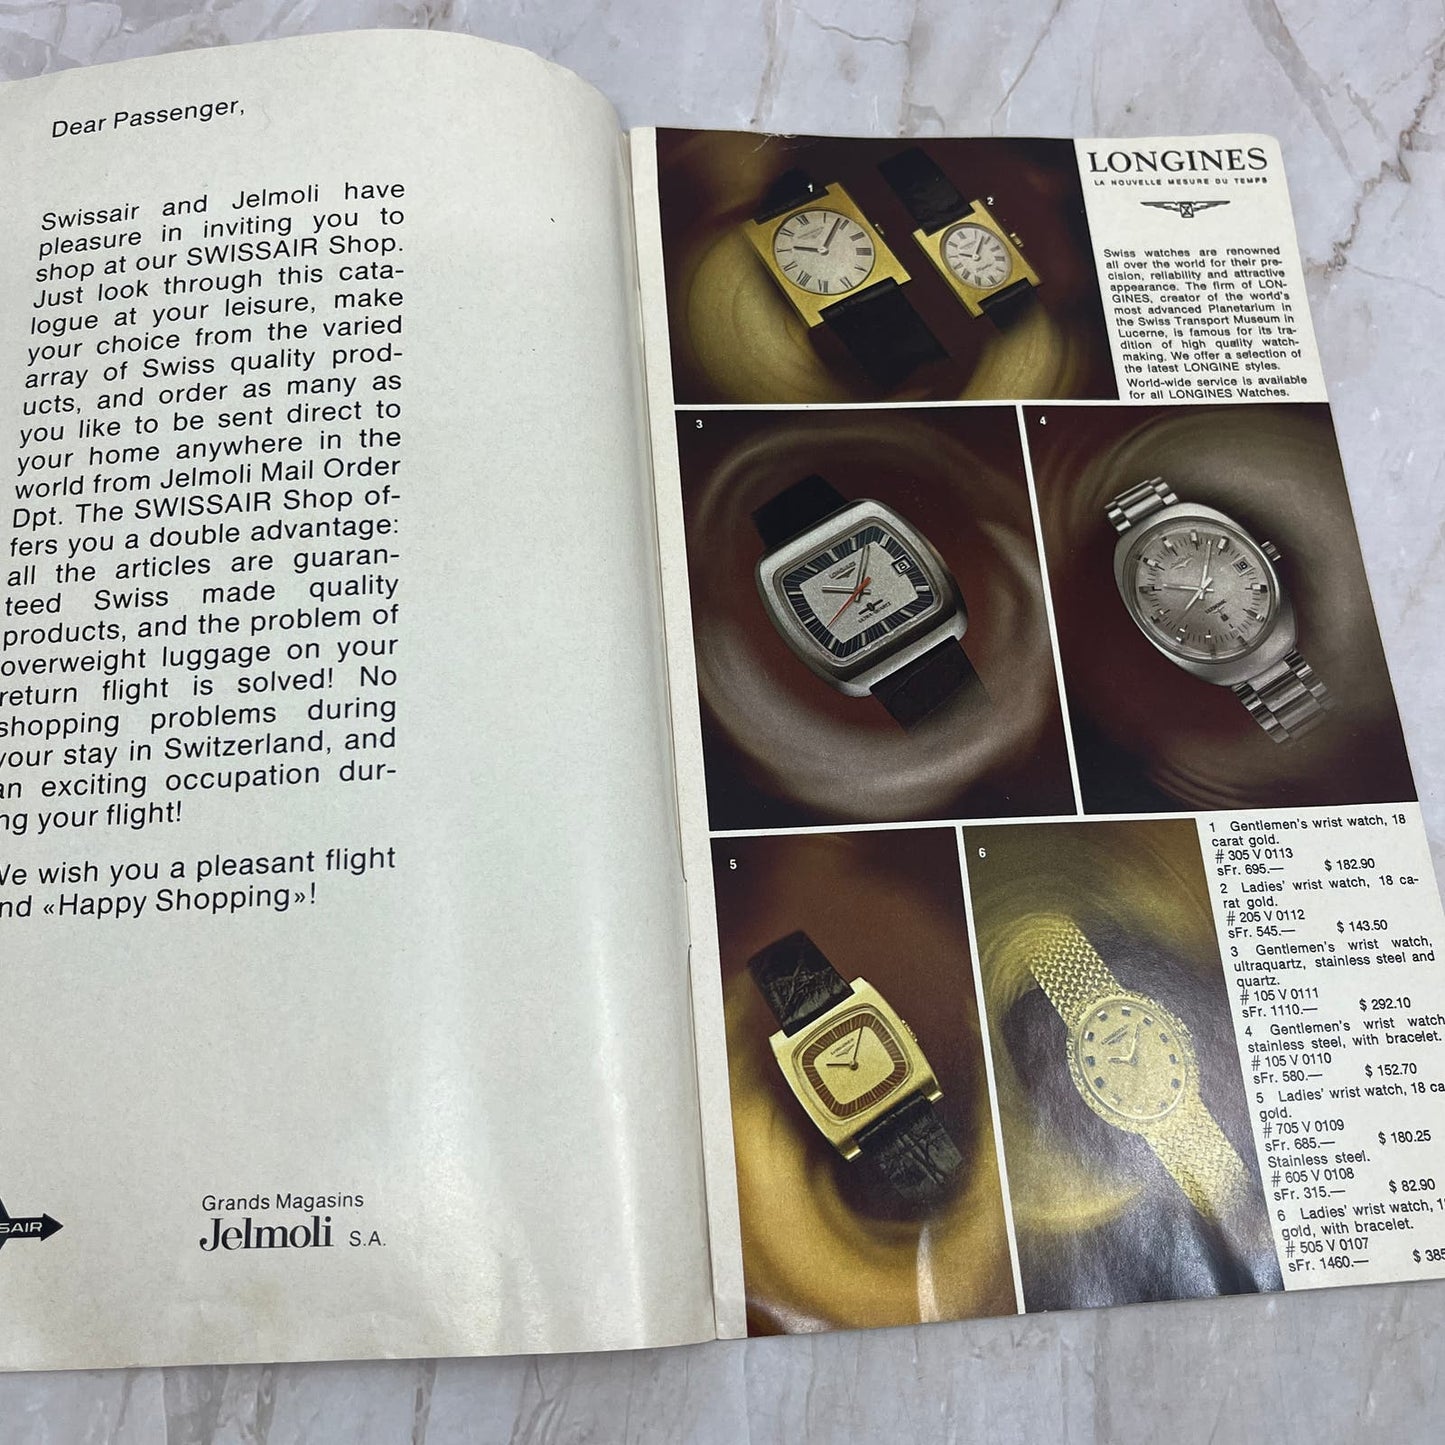 Dear Passenger,
Swissair and Jelmoli have
pleasure in inviting you to
shop at our SWISSAIR Shop.
Just look through this cata-
logue at your leisure, make
your choice from the varied
array of Swiss quality prod-
ucts, and order as many as
you like to be sent direct to
your home anywhere in the
world from Jelmoli Mail Order
Dpt. The SWISSAIR Shop of-
fers you a double advantage:
all the articles are guaran-
teed Swiss made quality
products, and the problem of
overweight luggage on your
return flight is solved! No
shopping problems during
your stay in Switzerland, and
an exciting occupation dur-
ng your flight!
We wish you a pleasant flight
nd «Happy Shopping»!
SAIR
Grands Magasins
Jelmoli S.A.
LONGINES
LA NOUVELLE MESURE DU TEMPS
Swiss watches are renowned
all over the world for their pre-
cision, reliability and attractive
appearance. The firm of LON-
GINES, creator of the world's
most advanced Planetarium in
the Swiss Transport Museum in
Lucerne, is famous for its tra-
dition of high quality watch-
making. We offer a selection of
the latest LONGINE styles.
World-wide service is available
for all LONGINES Watches.
1
2
3
4
5
6
LONGINES
ULTRA-QUARTZ
LONGINES
1 Gentlemen's wrist watch, 18
carat gold.
# 305 V 0113
sFr. 695.— $ 182.90
2 Ladies' wrist watch, 18 ca-
rat gold.
# 205 V 0112
sFr. 545.— $ 143.50
3 Gentlemen's wrist watch,
ultraquartz, stainless steel and
quartz.
# 105 V 0111
sFr. 1110.— $ 292.10
4 Gentlemen's wrist watch
stainless steel, with bracelet.
# 105 V 0110
sFr. 580.— $ 152.70
5 Ladies' wrist watch, 18 ca
gold.
# 705 V 0109
sFr. 685.— $ 180.25
Stainless steel.
# 605 V 0108
sFr. 315.— $ 82.90
6 Ladies' wrist watch, 1
gold, with bracelet.
# 505 V 0107
sFr. 1460.— $ 385